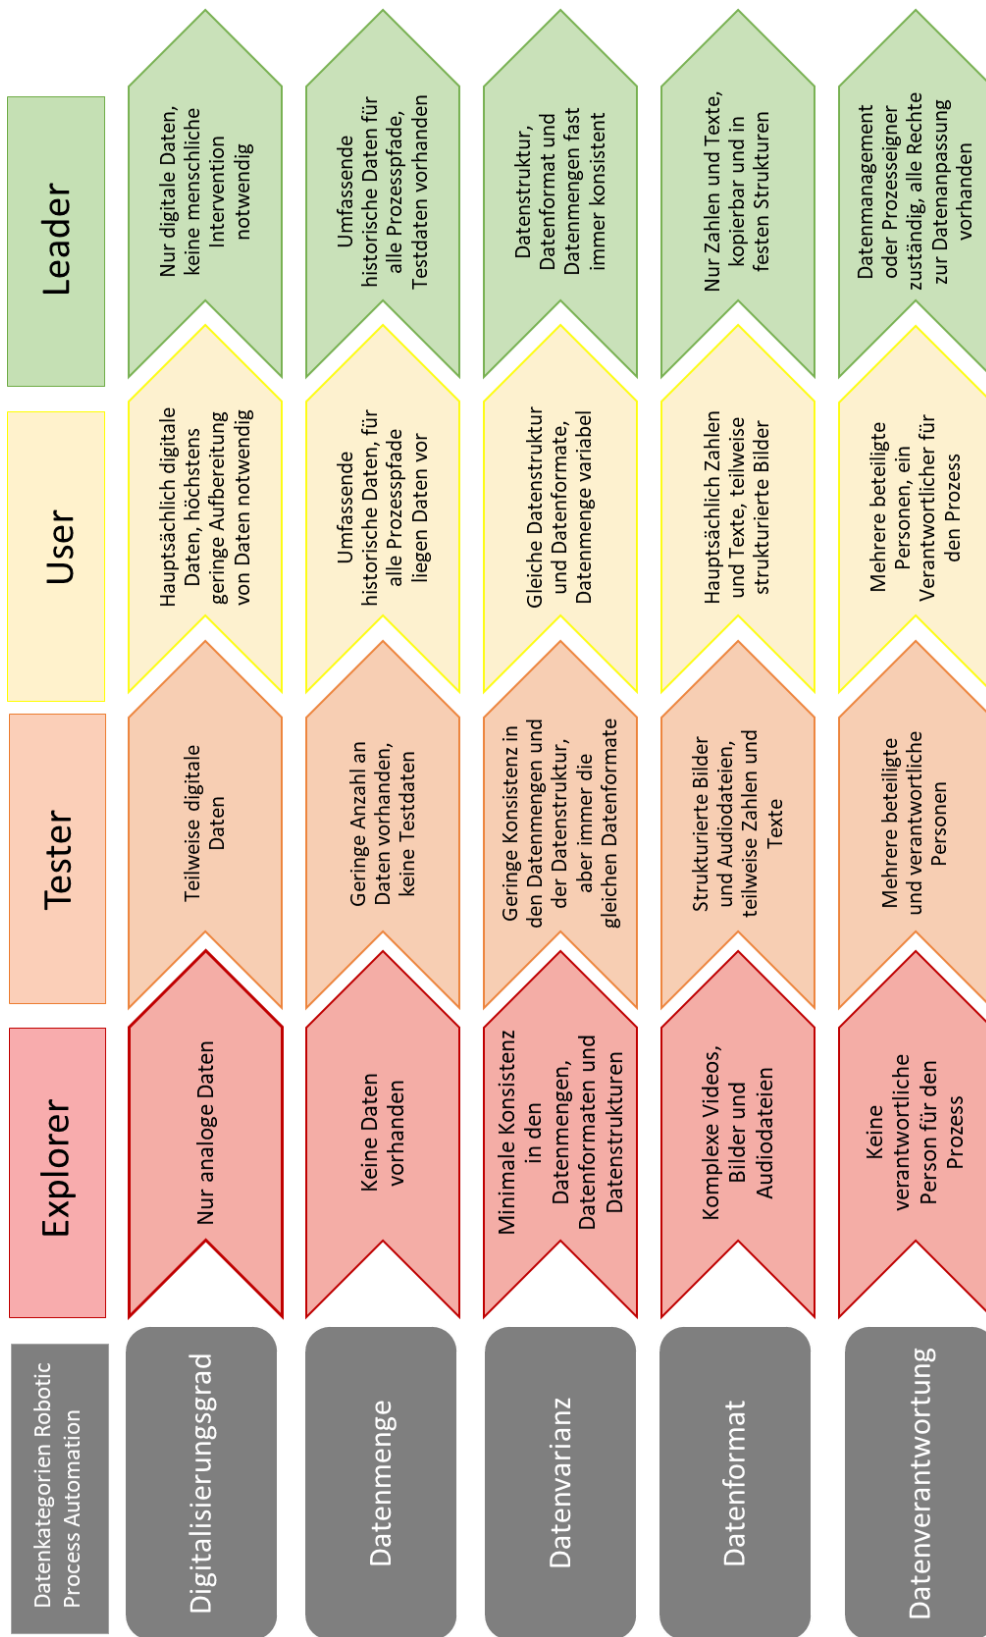 Datenkategorien Robotic
Process Automation
Explorer
Tester
User
Leader
Digitalisierungsgrad
Nur analoge Daten
Teilweise digitale
Daten
Hauptsächlich digitale
Daten, höchstens
geringe Aufbereitung
von Daten notwendig
Nur digitale Daten,
keine menschliche
Intervention
notwendig
Datenmenge
Keine Daten
vorhanden
Geringe Anzahl an
Daten vorhanden,
keine Testdaten
Umfassende
historische Daten, für
alle Prozesspfade
liegen Daten vor
Umfassende
historische Daten für
alle Prozesspfade,
Testdaten vorhanden
Datenvarianz
Minimale Konsistenz
in den
Datenmengen,
Datenformaten und
Datenstrukturen
Geringe Konsistenz in
den Datenmengen und
der Datenstruktur,
aber immer die
gleichen Datenformate
Gleiche Datenstruktur
und Datenformate,
Datenmenge variabel
Datenstruktur,
Datenformat und
Datenmengen fast
immer konsistent
Datenformat
Komplexe Videos,
Bilder und
Audiodateien
Strukturierte Bilder
und Audiodateien,
teilweise Zahlen und
Texte
Hauptsächlich Zahlen
und Texte, teilweise
strukturierte Bilder
Nur Zahlen und Texte,
kopierbar und in
festen Strukturen
Datenverantwortung
Keine
verantwortliche
Person für den
Prozess
Mehrere beteiligte
und verantwortliche
Personen
Mehrere beteiligte
Personen, ein
Verantwortlicher für
den Prozess
Datenmanagement
oder Prozesseigner
zuständig, alle Rechte
zur Datenanpassung
vorhanden